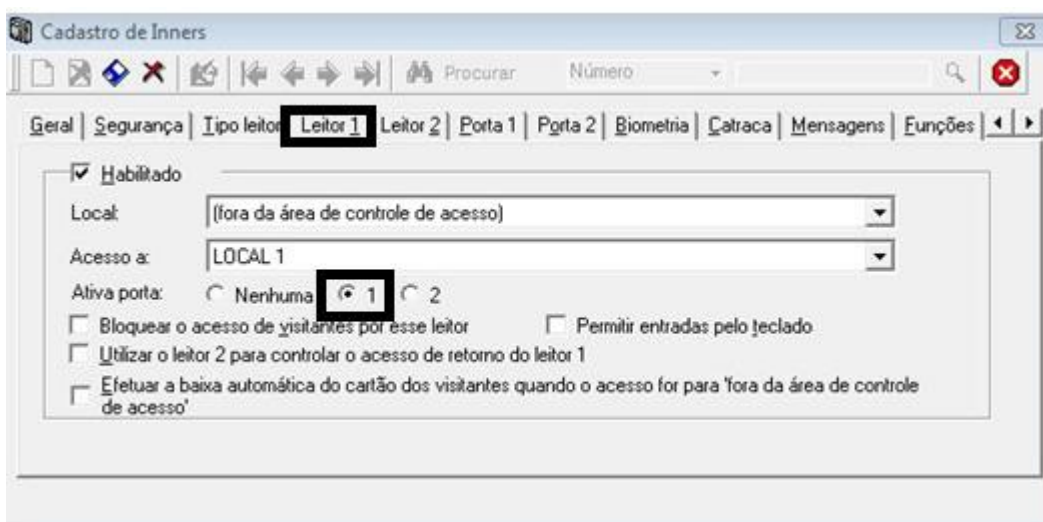 Cadastro de Inners
Procurar Número
Geral Segurança Tipo leitor Leitor 1 Leitor 2 Porta 1 Porta 2 Biometria Catraca Mensagens Funções
Habilitado
Local: (fora da área de controle de acesso)
Acesso a: LOCAL 1
Ativa porta: Nenhuma 1 2
Bloquear o acesso de visitantes por esse leitor Permitir entradas pelo teclado
Utilizar o leitor 2 para controlar o acesso de retorno do leitor 1
Efetuar a baixa automática do cartão dos visitantes quando o acesso for para 'fora da área de controle
de acesso'